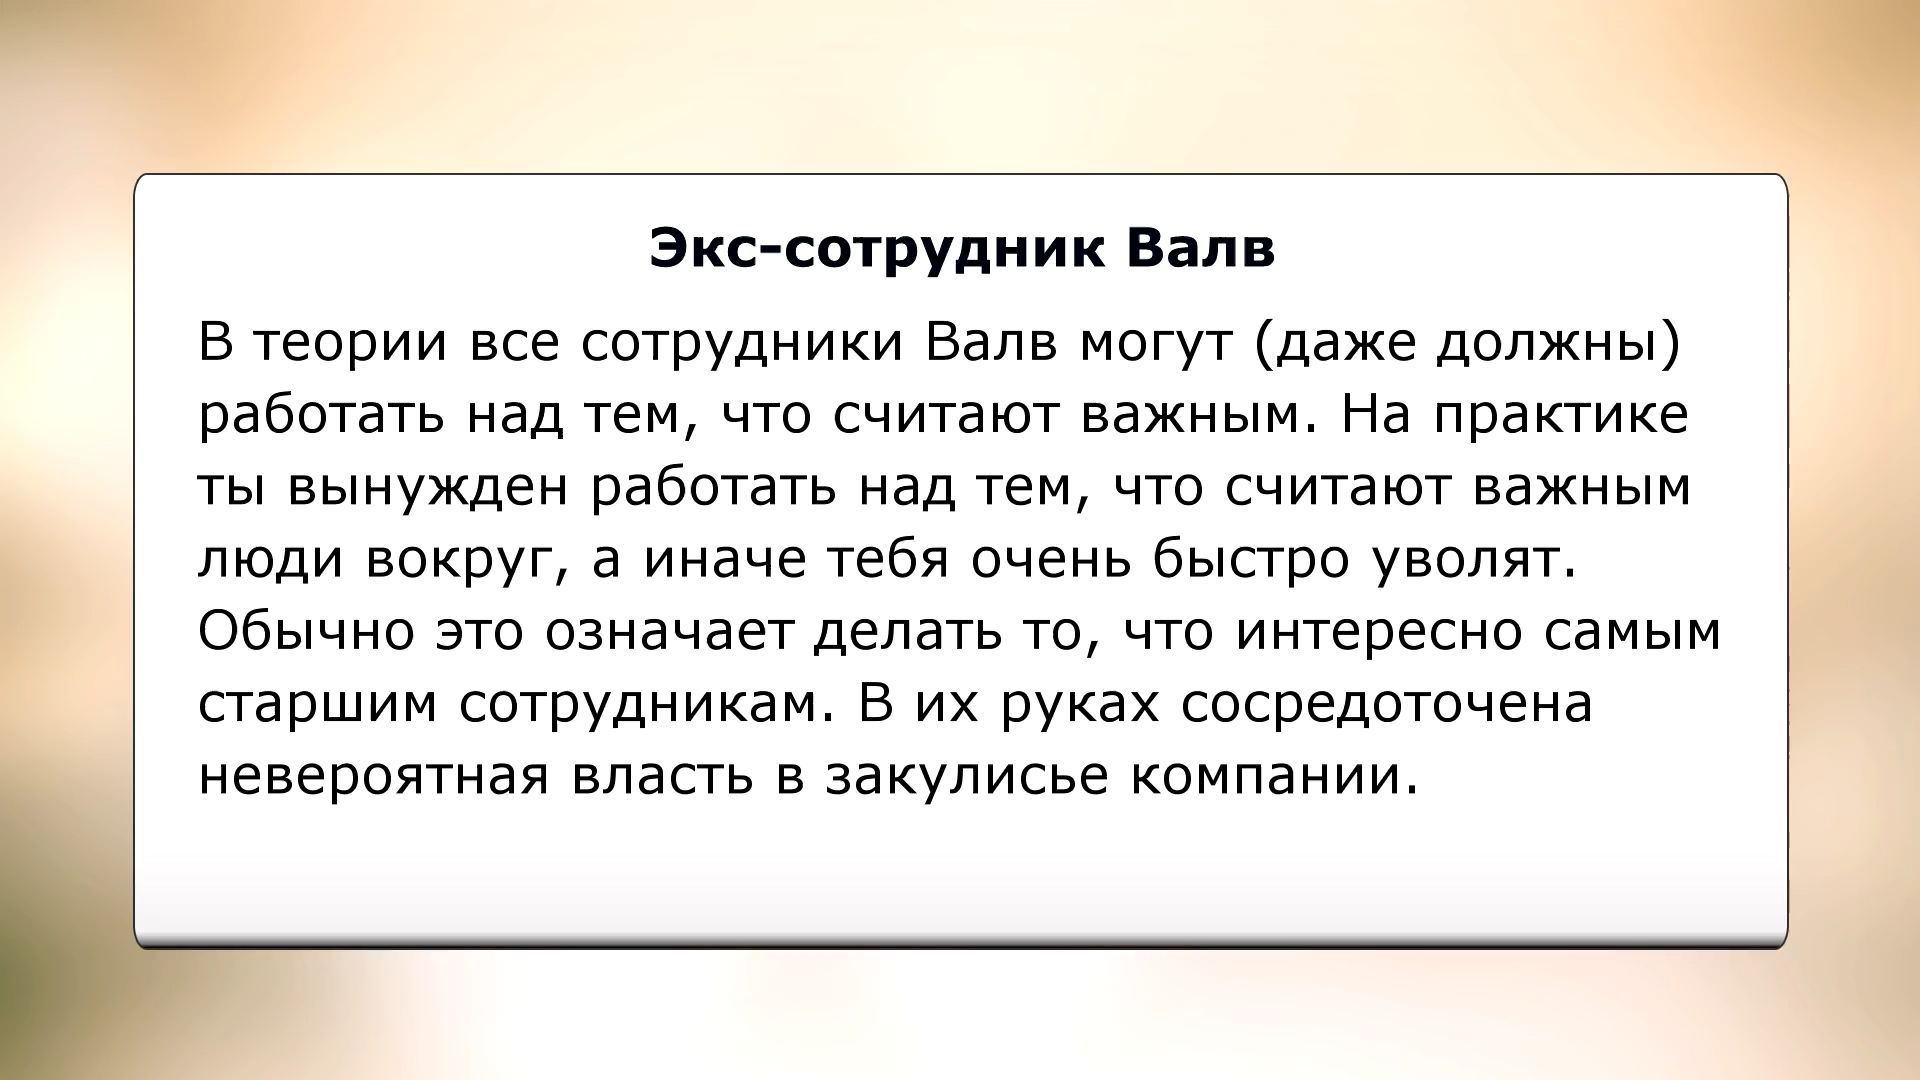 Экс-сотрудник Валв
В теории все сотрудники Валв могут (даже должны)
работать над тем, что считают важным. На практике
ты вынужден работать над тем, что считают важным
люди вокруг, а иначе тебя очень быстро уволят.
Обычно это означает делать то, что интересно самым
старшим сотрудникам. В их руках сосредоточена
невероятная власть в закулисье компании.